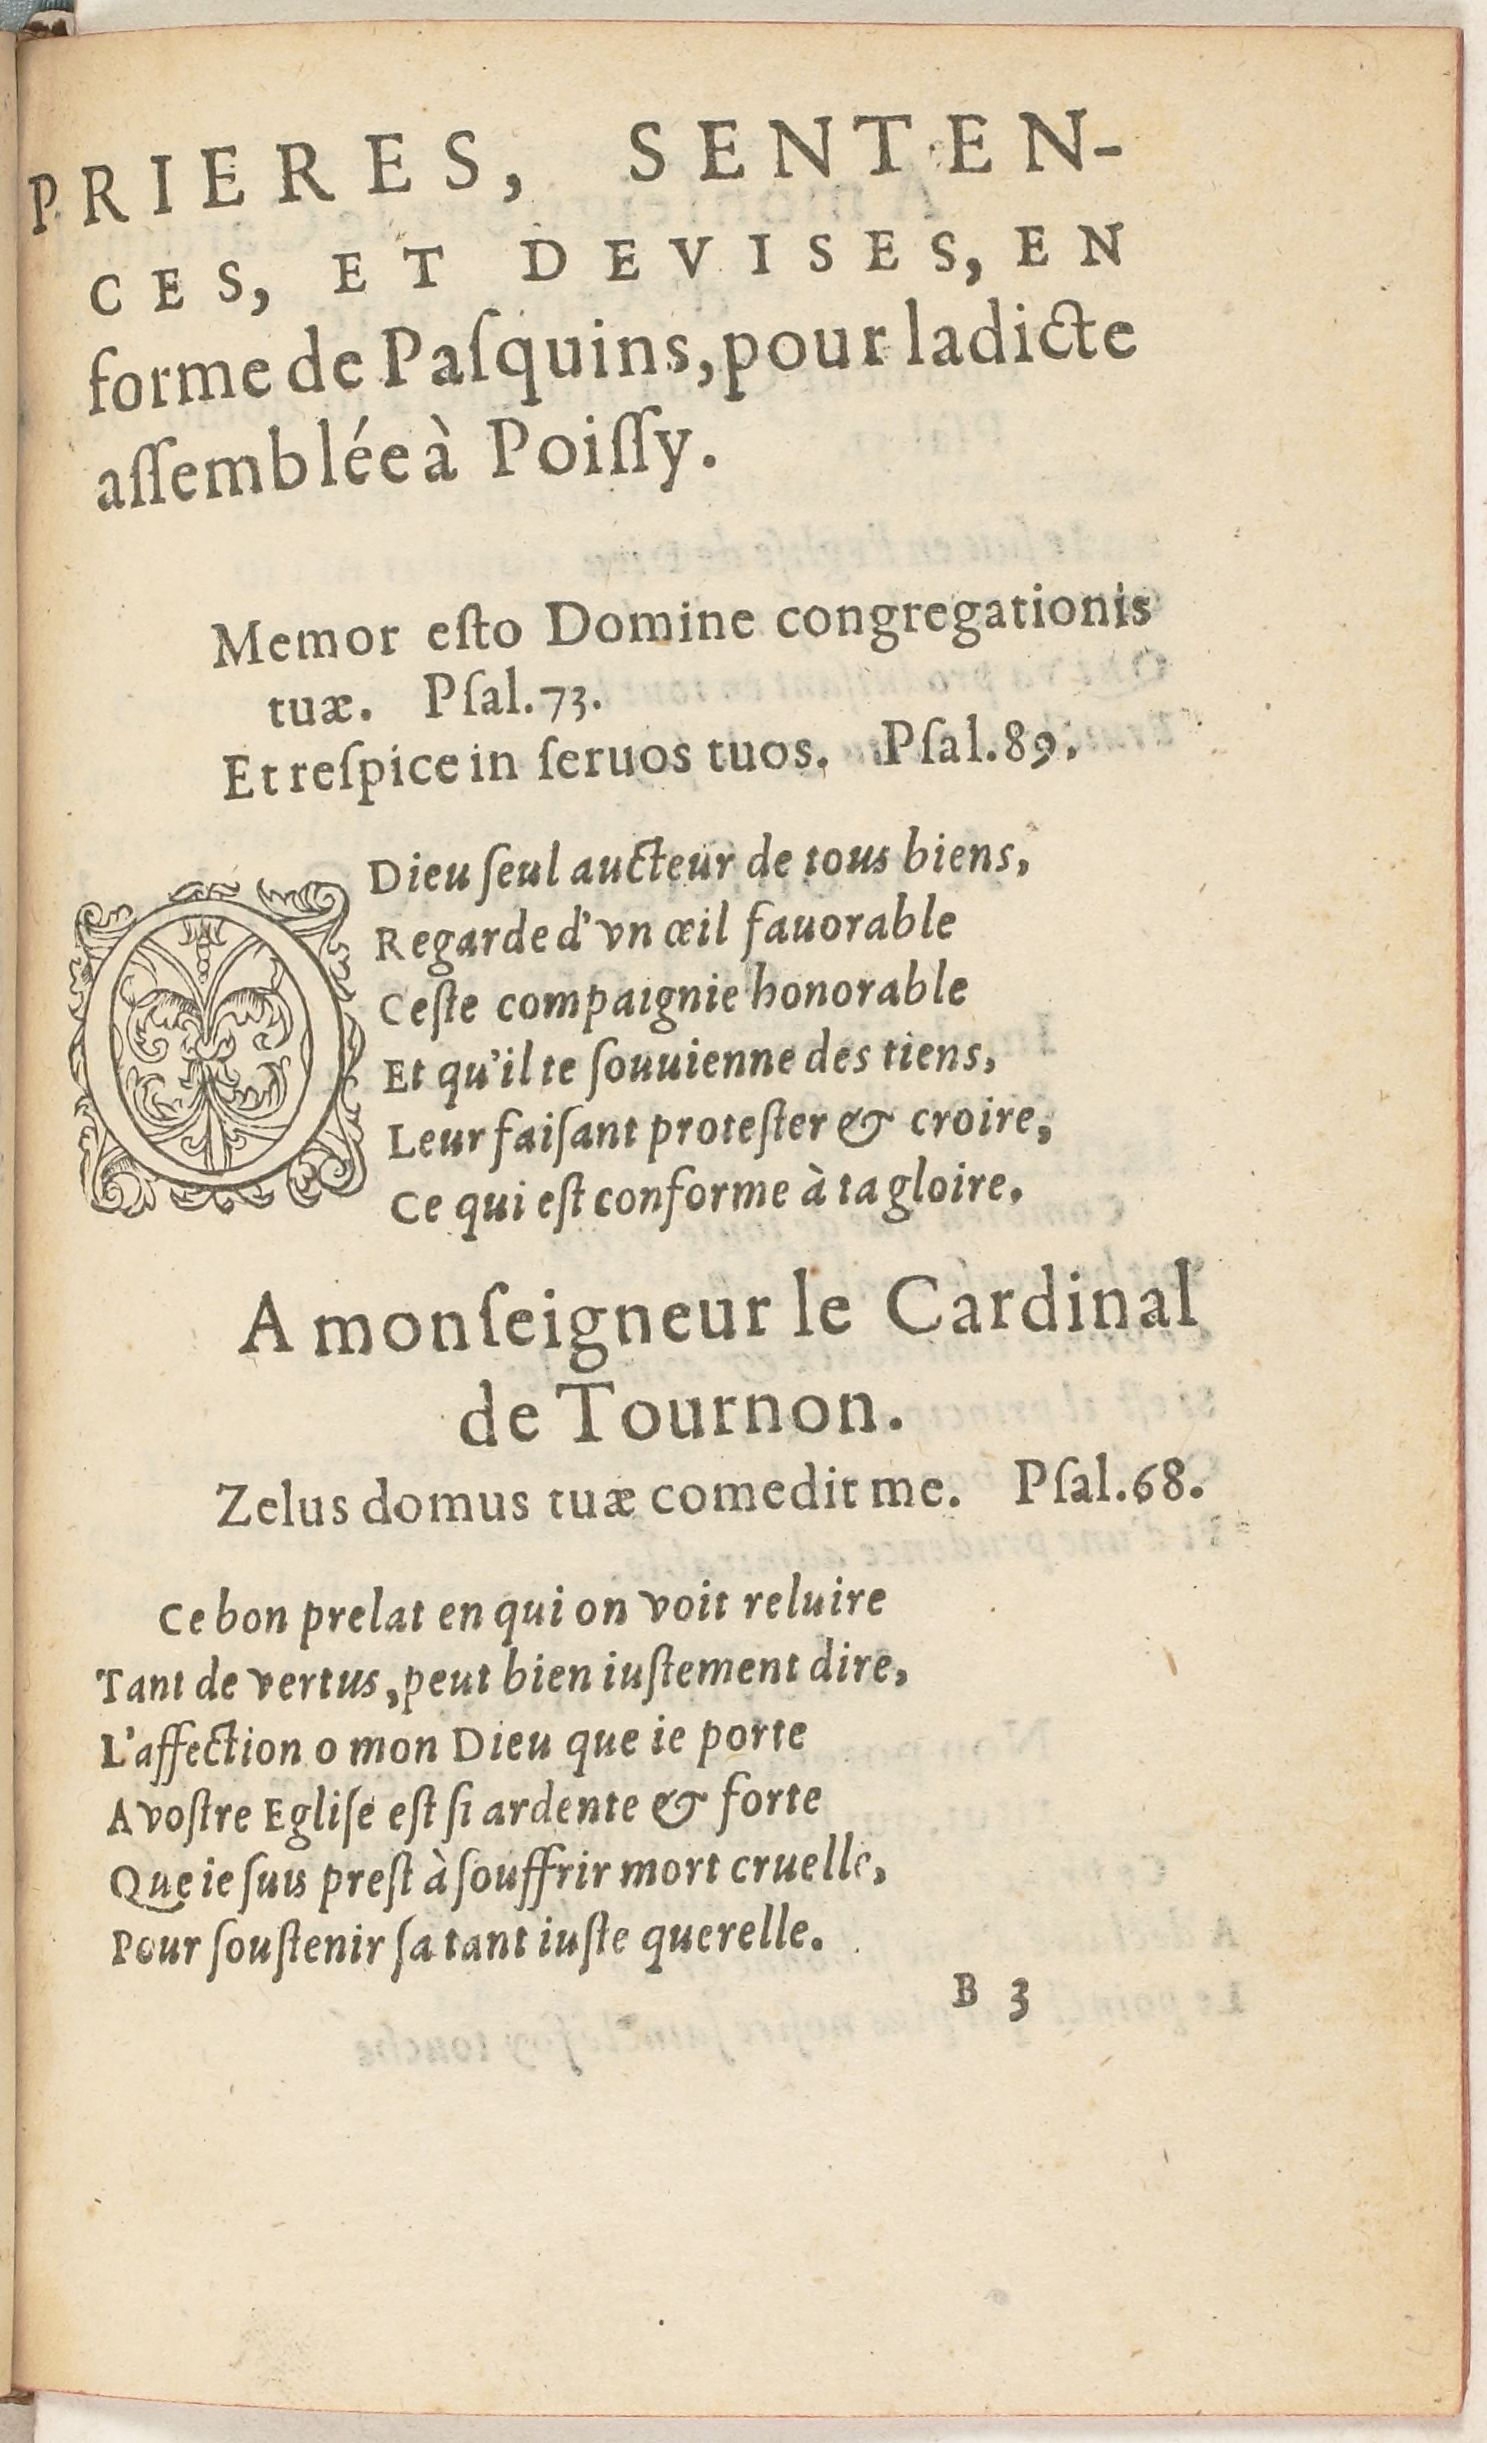 PRIERES, SENTEN-
CES, ET DEVISES, EN
forme de Paſquins, pour ladicte
aſſemblée à Poiſſy.
Memor eſto Domine congregationis
tuæ. Pſal. 73.
Et reſpice in ſeruos tuos. Pſal. 89.
O Dieu ſeul aucteur de tous biens,
Regarde d'vn œil fauorable
Ceſte compaignie honorable
Et qu'il te ſouuienne des tiens,
Leur faiſant proteſter & croire,
Ce qui eſt conforme à ta gloire.
A monſeigneur le Cardinal
de Tournon.
Zelus domus tuæ comedit me. Pſal. 68.
Ce bon prelat en qui on voit reluire
Tant de vertus, peut bien iuſtement dire,
L'affection o mon Dieu que ie porte
A voſtre Egliſe eſt ſi ardente & forte
Que ie ſuis preſt à ſouffrir mort cruelle,
Pour ſouſtenir ſa tant iuſte querelle.
B 3